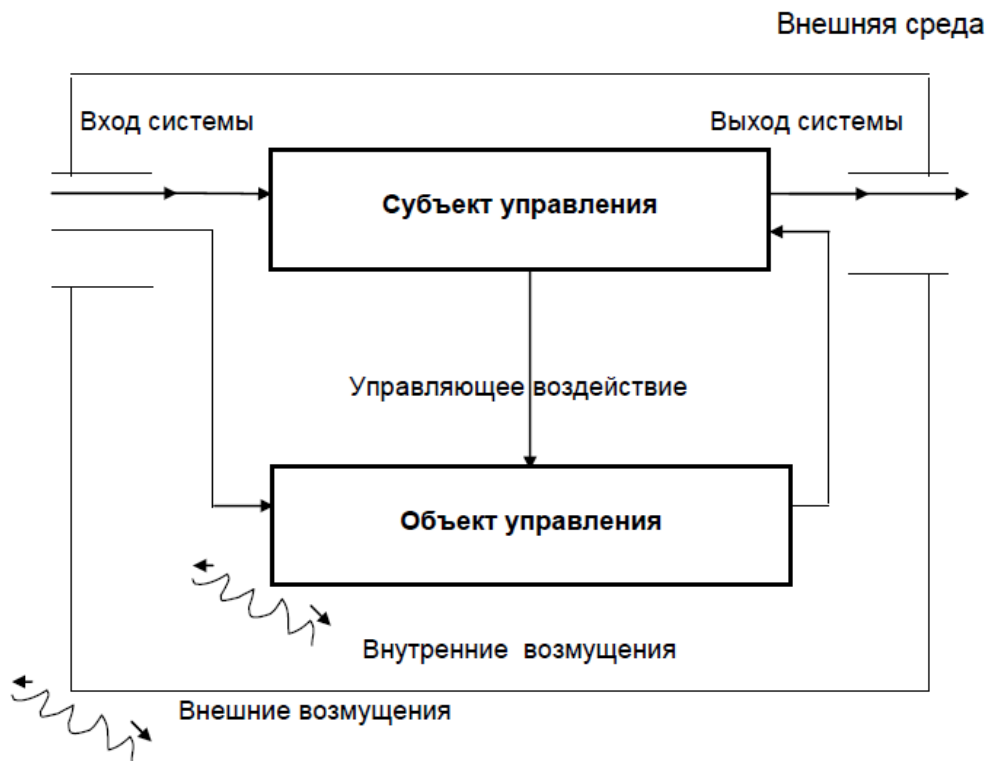 Внешняя среда
Вход системы
Выход системы
Субъект управления
Управляющее воздействие
Объект управления
Внутренние возмущения
Внешние возмущения